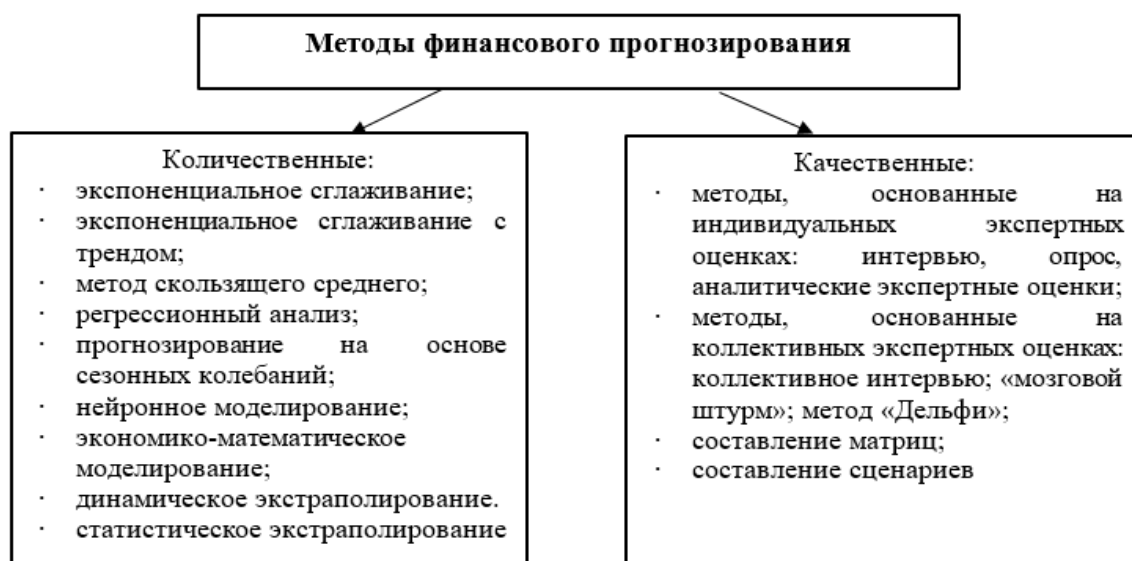 Методы финансового прогнозирования
Количественные:
· экспоненциальное сглаживание;
· экспоненциальное сглаживание с
трендом;
· метод скользящего среднего;
· регрессионный анализ;
· прогнозирование на основе
сезонных колебаний;
· нейронное моделирование;
· экономико-математическое
моделирование;
· динамическое экстраполирование.
· статистическое экстраполирование
Качественные:
· методы, основанные на
индивидуальных экспертных
оценках: интервью, опрос,
аналитические экспертные оценки;
· методы, основанные на
коллективных экспертных оценках:
коллективное интервью; «мозговой
штурм»; метод «Дельфи»;
· составление матриц;
· составление сценариев